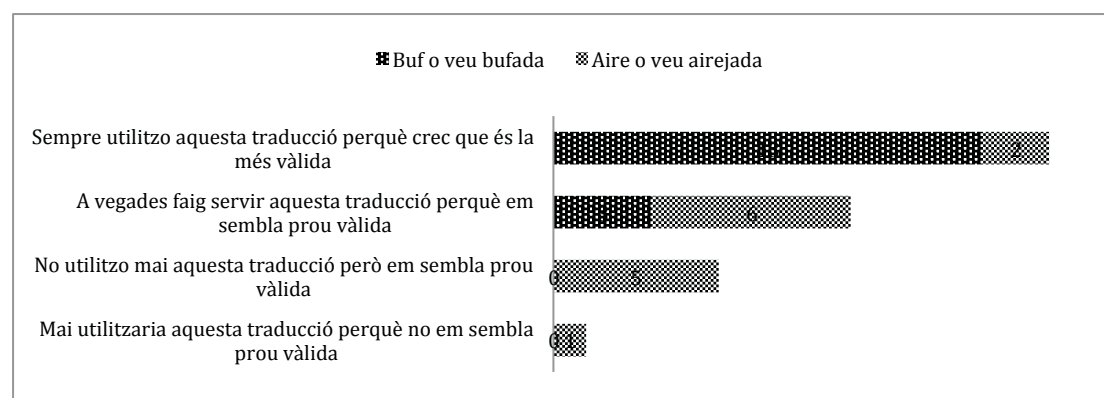 Buf o veu bufada
Aire o veu airejada
Sempre utilitzo aquesta traducció perquè crec que és la
més vàlida
2
A vegades faig servir aquesta traducció perquè em
sembla prou vàlida
6
No utilitzo mai aquesta traducció però em sembla prou
vàlida
0
5
Mai utilitzaria aquesta traducció perquè no em sembla
prou vàlida
0
1